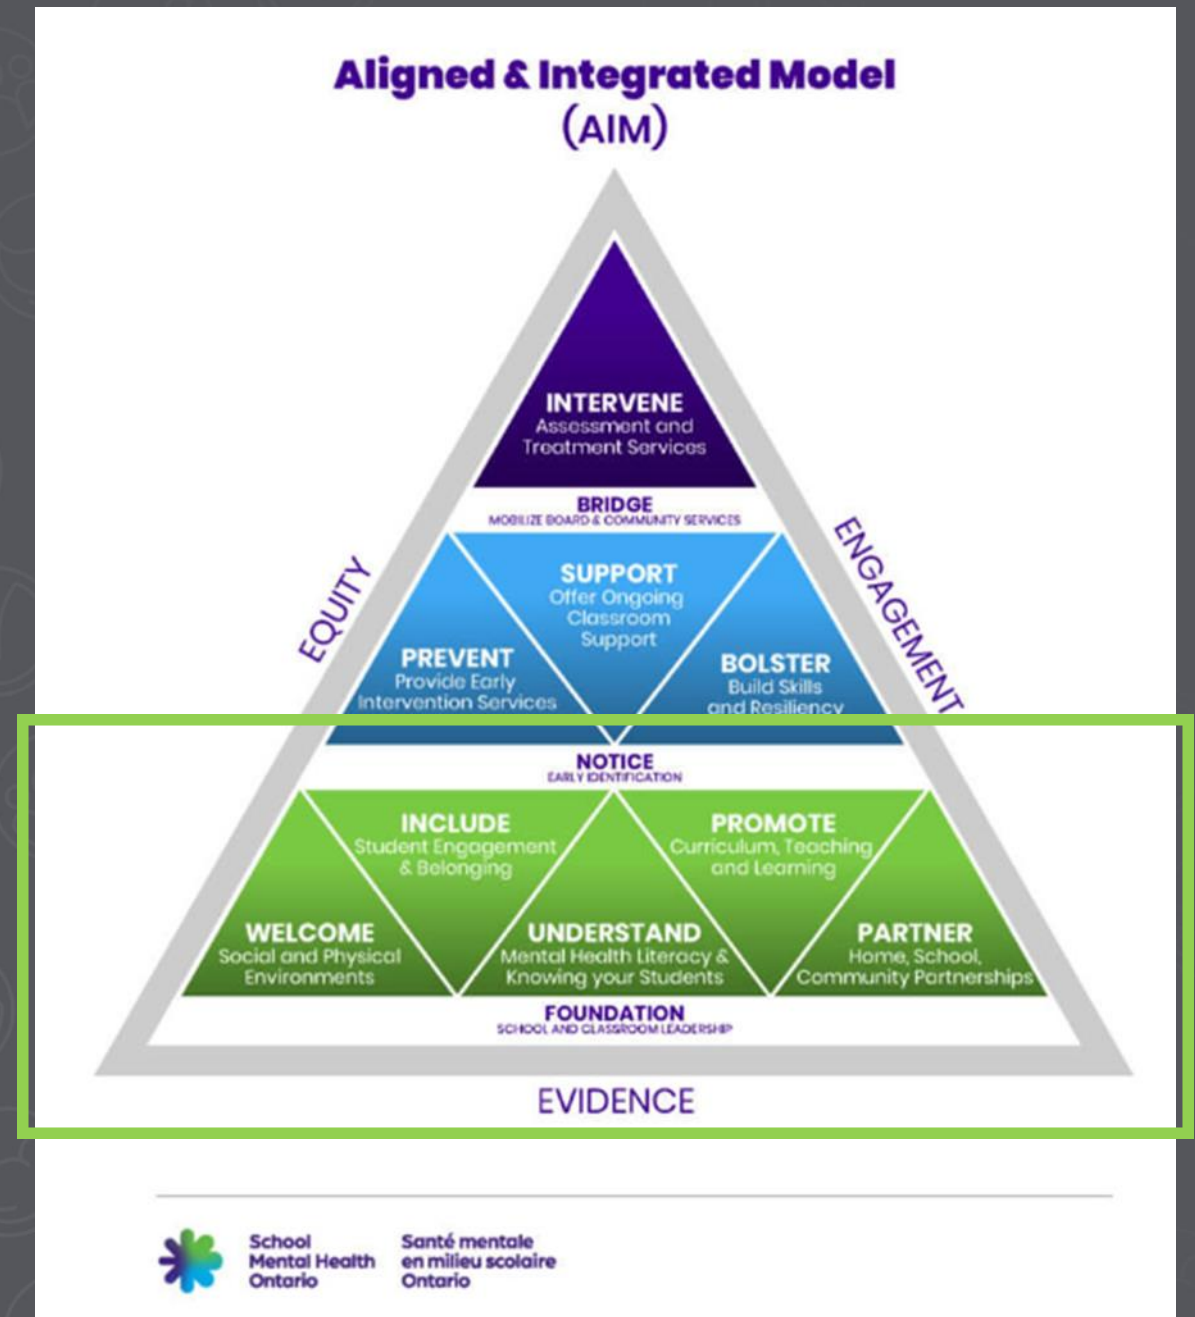 Aligned & Integrated Model
(AIM)
INTERVENE
Assessment and
Treatment Services
BRIDGE
MOBILIZE BOARD & COMMUNITY SERVICES
EQUITY
ENGAGEMENT
SUPPORT
Offer Ongoing
Classroom
Support
PREVENT
Provide Early
Intervention Services
BOLSTER
Build Skills
and Resiliency
NOTICE
EARLY IDENTIFICATION
INCLUDE
Student Engagement
& Belonging
PROMOTE
Curriculum, Teaching
and Learning
WELCOME
Social and Physical
Environments
UNDERSTAND
Mental Health Literacy &
Knowing your Students
PARTNER
Home, School,
Community Partnerships
FOUNDATION
SCHOOL AND CLASSROOM LEADERSHIP
EVIDENCE
School
Mental Health
Ontario
Santé mentale
en milieu scolaire
Ontario